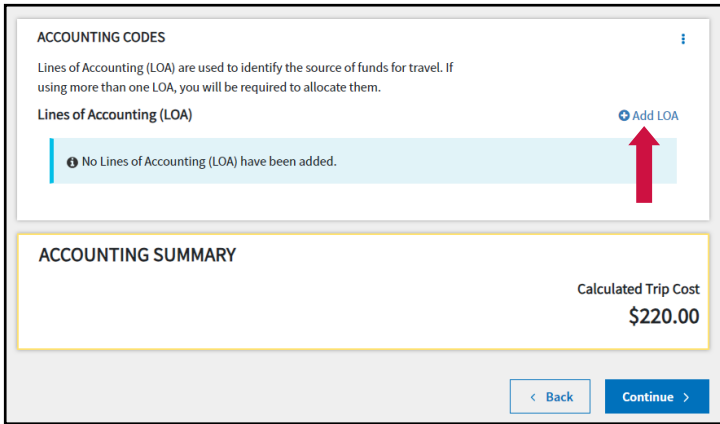 ACCOUNTING CODES
Lines of Accounting (LOA) are used to identify the source of funds for travel. If
using more than one LOA, you will be required to allocate them.
Lines of Accounting (LOA)
Add LOA
No Lines of Accounting (LOA) have been added.
ACCOUNTING SUMMARY
Calculated Trip Cost
$220.00
Back
Continue